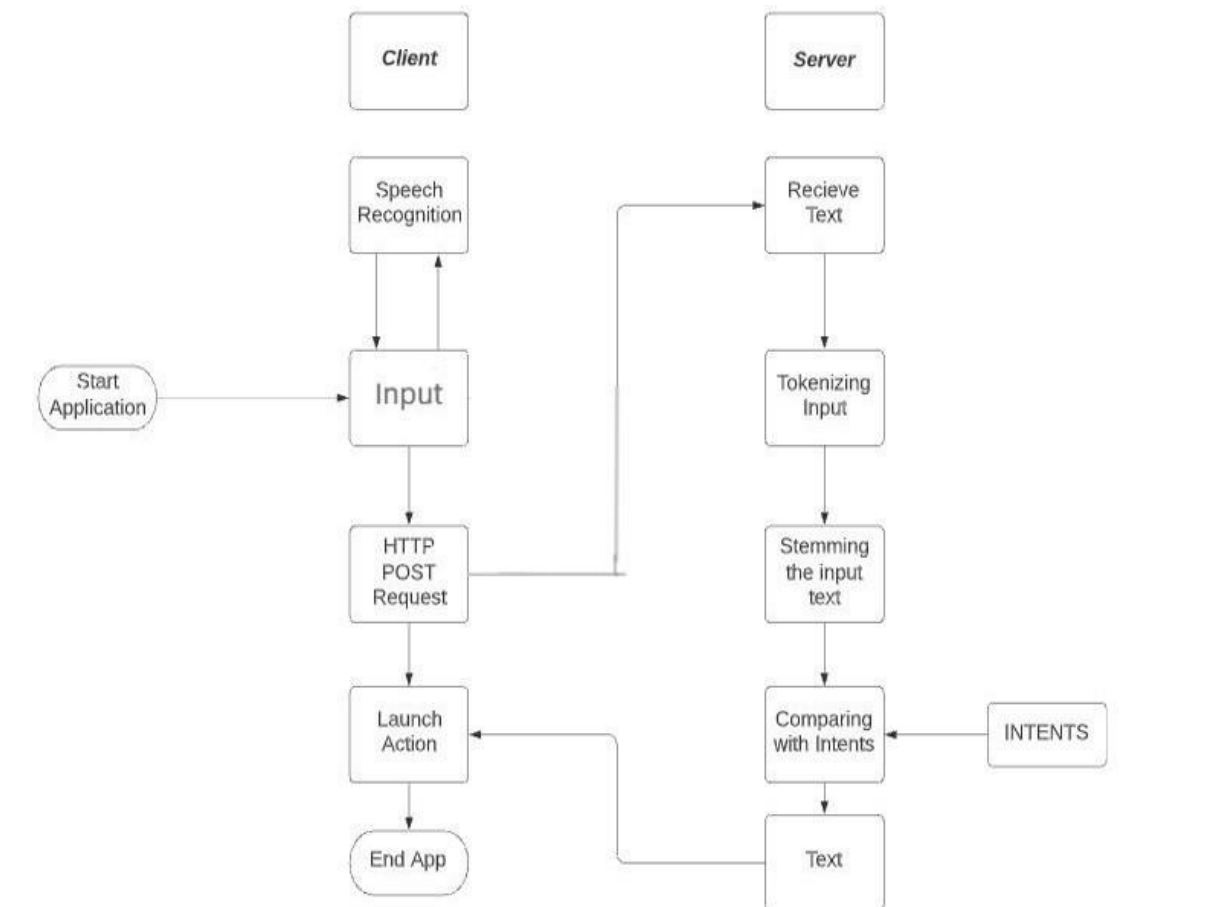 Client
Server
Speech
Recognition
Recieve
Text
Start
Application
Input
Tokenizing
Input
HTTP
POST
Request
Stemming
the input
text
Launch
Action
Comparing
with Intents
INTENTS
End App
Text